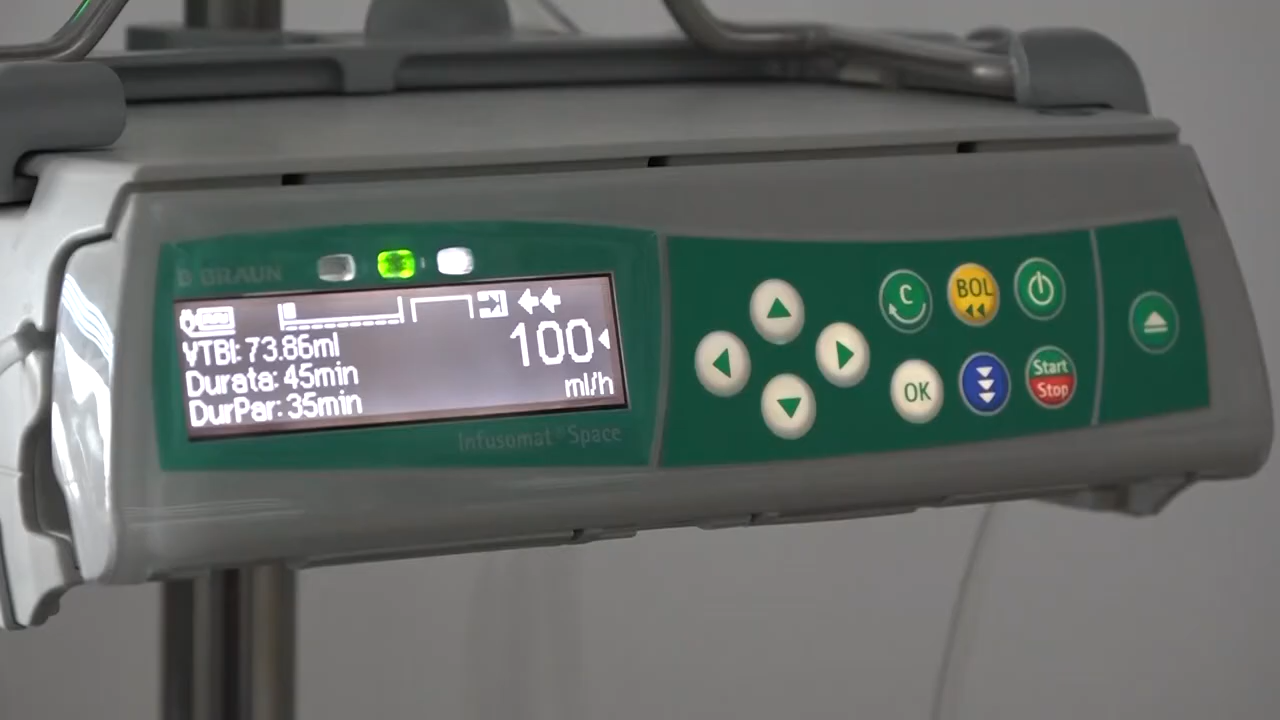 B BRAUN
VTBI: 73.86ml
Durata: 45min
DurPar: 35min
100
ml/h
Infusomat® Space
C
BOL
OK
Start
Stop